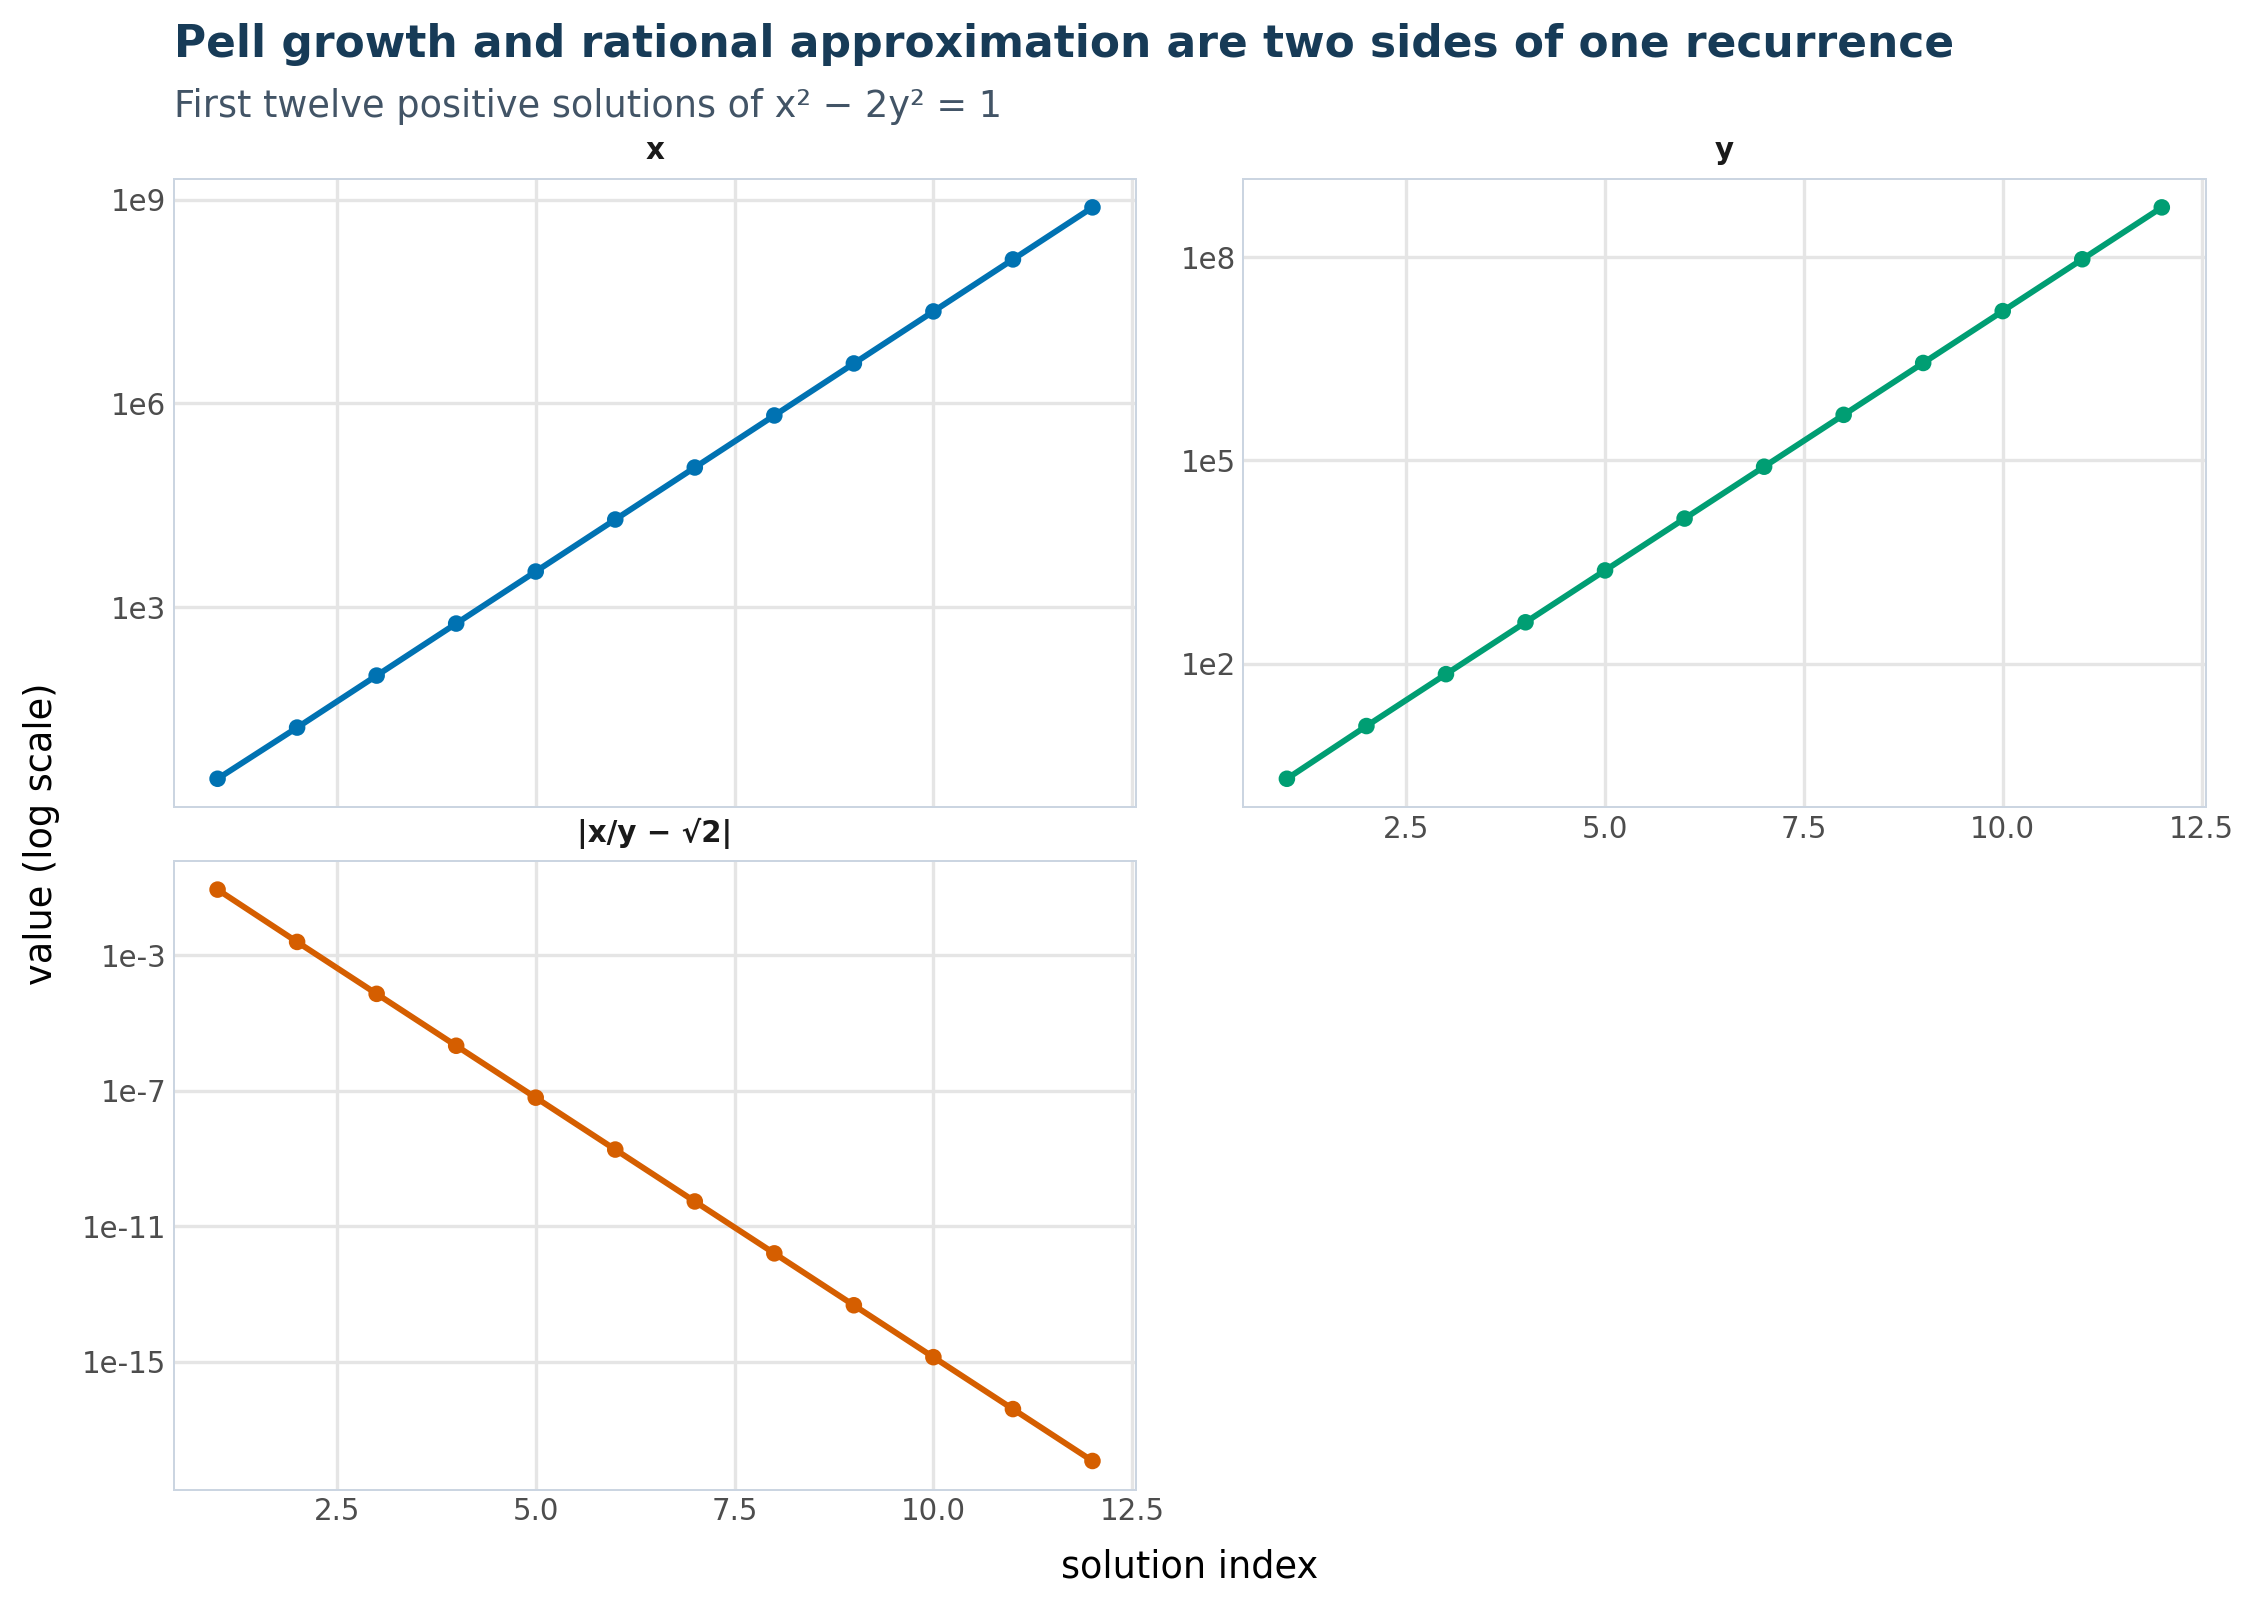 Pell growth and rational approximation are two sides of one recurrence
First twelve positive solutions of x² − 2y² = 1
x
y
1e9
1e6
1e3
1e8
1e5
1e2
2.5 5.0 7.5 10.0 12.5
value (log scale)
|x/y − √2|
1e-3
1e-7
1e-11
1e-15
2.5 5.0 7.5 10.0 12.5
solution index